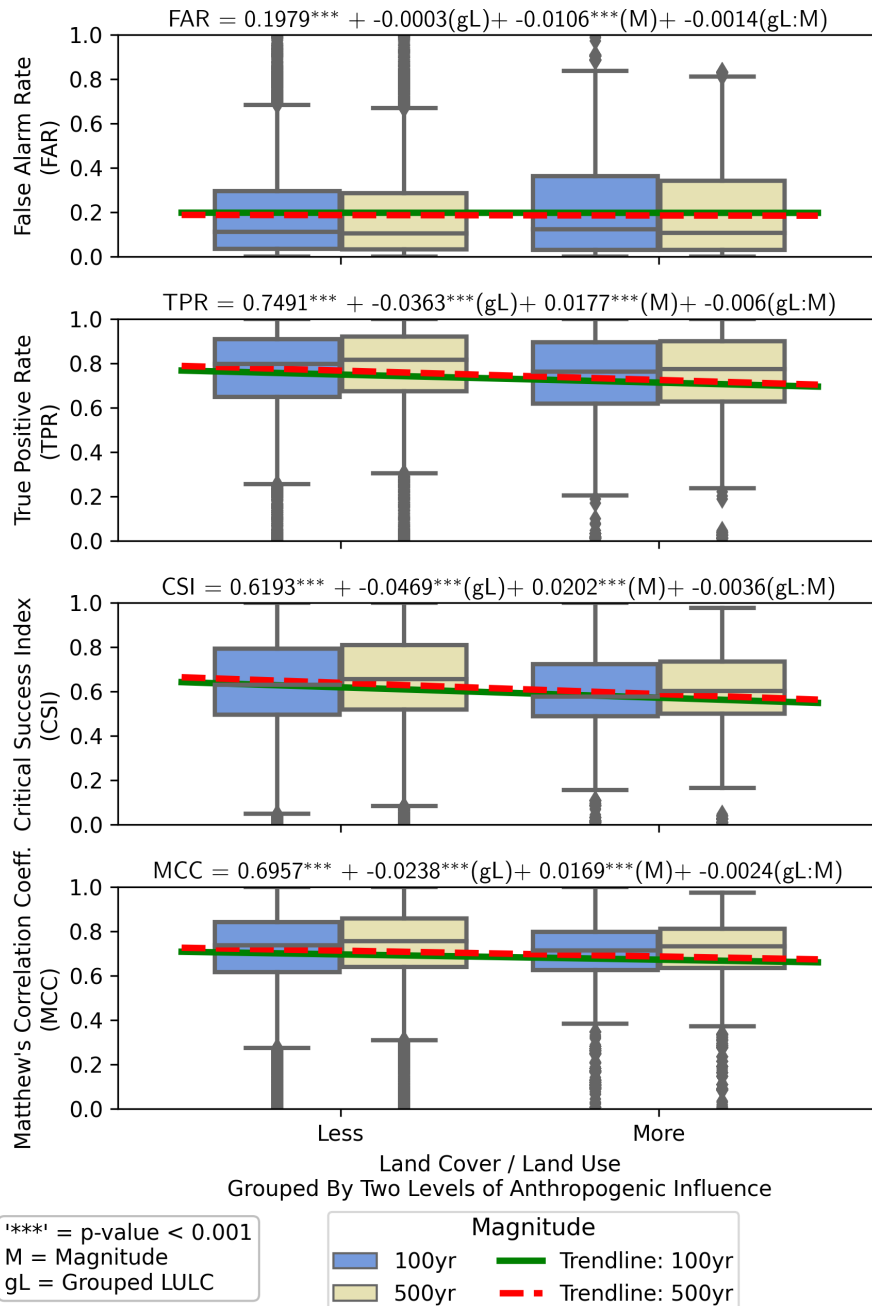 FAR = 0.1979*** + -0.0003(gL)+ -0.0106***(M)+ -0.0014(gL:M)
False Alarm Rate
(FAR)
1.0
0.8
0.6
0.4
0.2
0.0
TPR = 0.7491*** + -0.0363***(gL)+ 0.0177***(M)+ -0.006(gL:M)
True Positive Rate
(TPR)
1.0
0.8
0.6
0.4
0.2
0.0
CSI = 0.6193*** + -0.0469***(gL)+ 0.0202***(M)+ -0.0036(gL:M)
Critical Success Index
(CSI)
1.0
0.8
0.6
0.4
0.2
0.0
MCC = 0.6957*** + -0.0238***(gL)+ 0.0169***(M)+ -0.0024(gL:M)
Matthew's Correlation Coeff.
(MCC)
1.0
0.8
0.6
0.4
0.2
0.0
Less More
Land Cover / Land Use
Grouped By Two Levels of Anthropogenic Influence
'***' = p-value < 0.001
M = Magnitude
gL = Grouped LULC
Magnitude
100yr Trendline: 100yr
500yr Trendline: 500yr